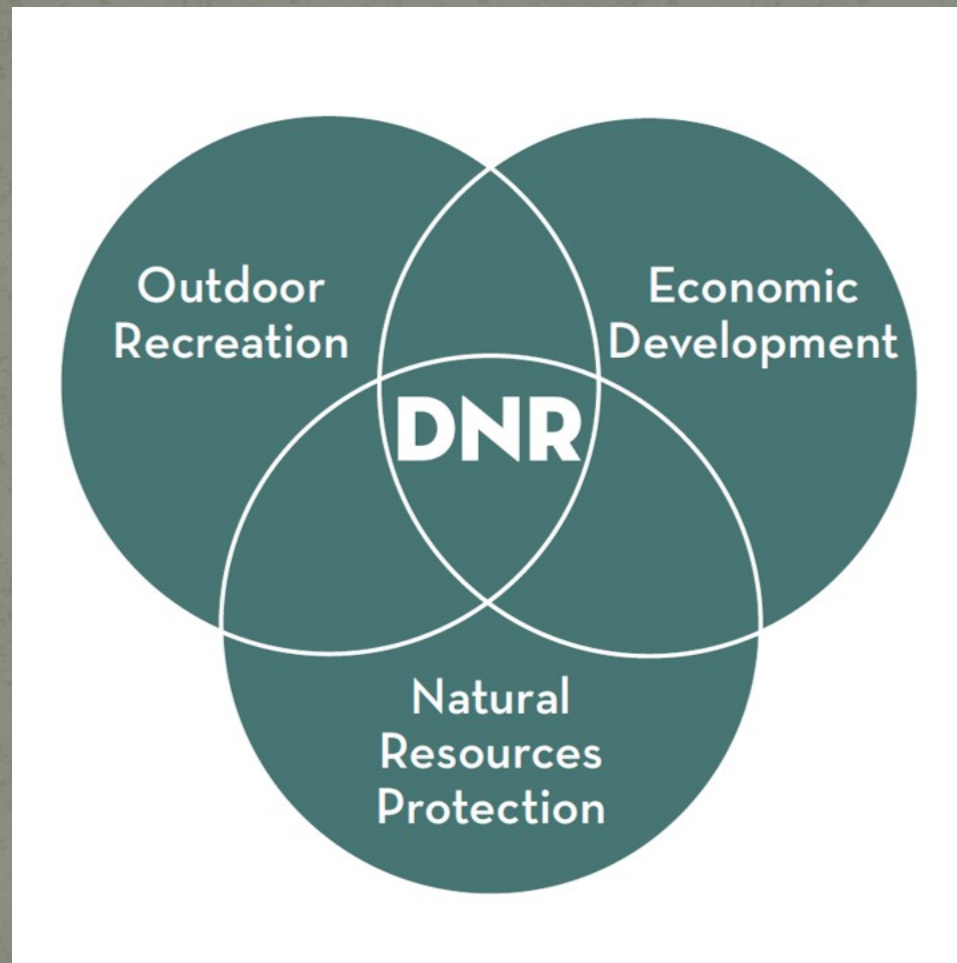 Outdoor
Recreation
Economic
Development
DNR
Natural
Resources
Protection